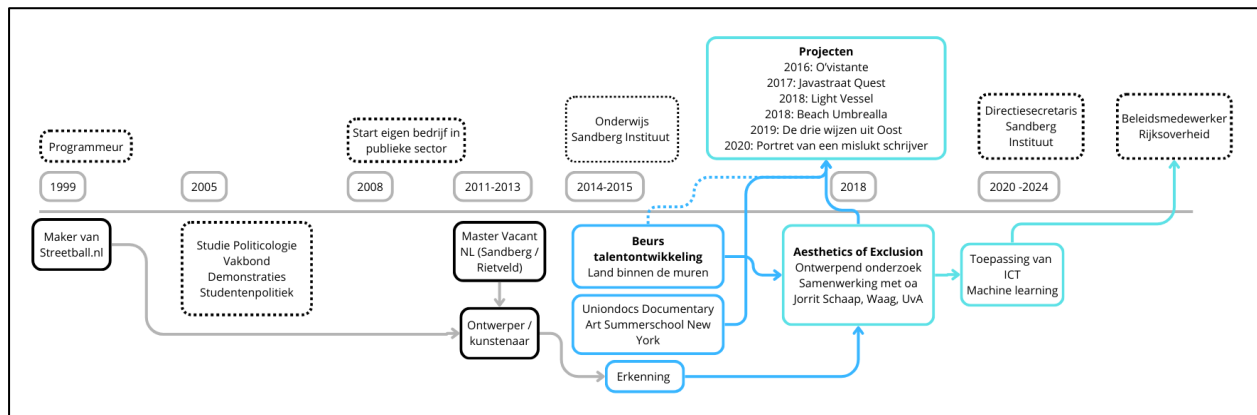 Projecten
2016: O'vistante
2017: Javastraat Quest
2018: Light Vessel
2018: Beach Umbrealla
2019: De drie wijzen uit Oost
2020: Portret van een mislukt schrijver
Programmeur
Start eigen bedrijf in
publieke sector
Onderwijs
Sandberg Instituut
Directiesecretaris
Sandberg
Instituut
Beleidsmedewerker
Rijksoverheid
1999
2005
2008
2011-2013
2014-2015
2018
2020 -2024
Maker van
Streetball.nl
Studie Politicologie
Vakbond
Demonstraties
Studentenpolitiek
Master Vacant
NL (Sandberg /
Rietveld)
Ontwerper /
kunstenaar
Beurs
talentontwikkeling
Land binnen de muren
Uniondocs Documentary
Art Summerschool New
York
Erkenning
Aesthetics of Exclusion
Ontwerpend onderzoek
Samenwerking met oa
Jorrit Schaap, Waag, UvA
Toepassing van
ICT
Machine learning